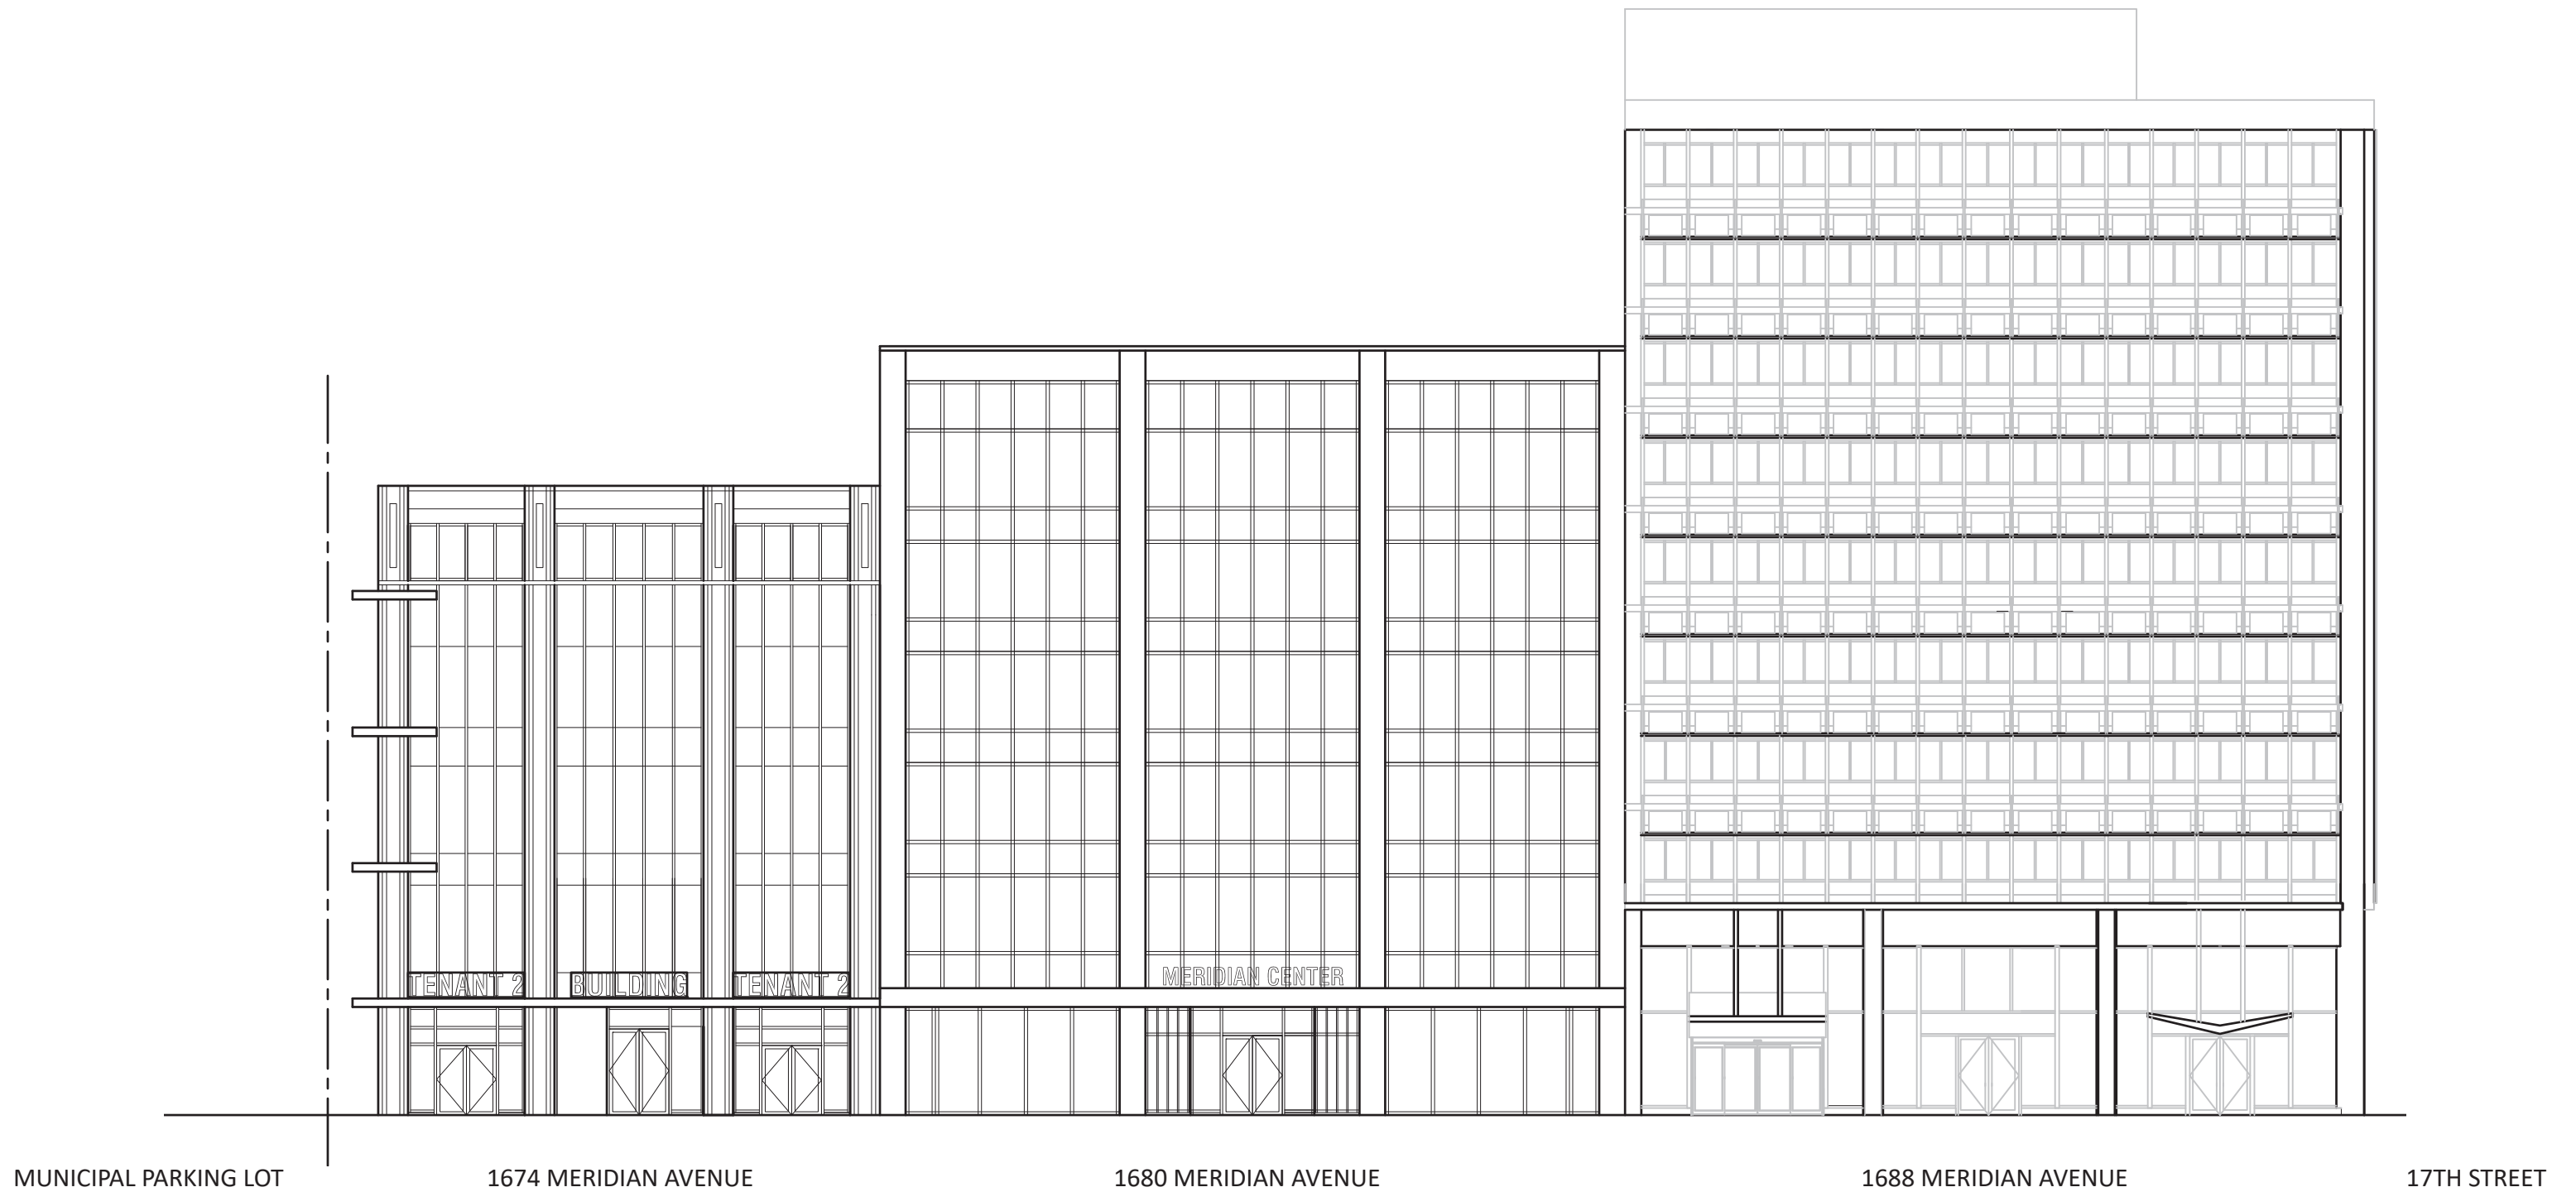 TENANT 2
BUILDING
TENANT 2
MERIDIAN CENTER
MUNICIPAL PARKING LOT
1674 MERIDIAN AVENUE
1680 MERIDIAN AVENUE
1688 MERIDIAN AVENUE
17TH STREET